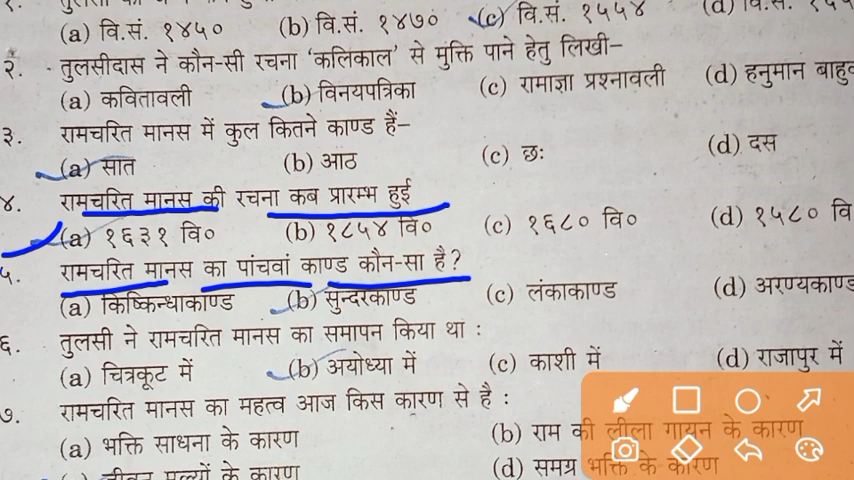 (a) वि.सं. १४५० (b) वि.सं. १४७० (c) वि.सं. १५५४ (d) वि.सं.
२. तुलसीदास ने कौन-सी रचना 'कलिकाल' से मुक्ति पाने हेतु लिखी–
(a) कवितावली (b) विनयपत्रिका (c) रामाज्ञा प्रश्नावली (d) हनुमान
३. रामचरित मानस में कुल कितने काण्ड हैं–
(a) सात (b) आठ (c) छः (d) दस
४. रामचरित मानस की रचना कब प्रारम्भ हुई
(a) १६३१ वि० (b) १८५४ वि० (c) १६८० वि० (d) १५८० वि
५. रामचरित मानस का पांचवां काण्ड कौन-सा है?
(a) किष्किन्धाकाण्ड (b) सुन्दरकाण्ड (c) लंकाकाण्ड (d) अरण्यकाण्ड
६. तुलसी ने रामचरित मानस का समापन किया था :
(a) चित्रकूट में (b) अयोध्या में (c) काशी में (d) राजापुर में
७. रामचरित मानस का महत्व आज किस कारण से है :
(a) भक्ति साधना के कारण (b) राम की लीला गायन के कारण
के कारण (d) समग्र भक्ति के कारण